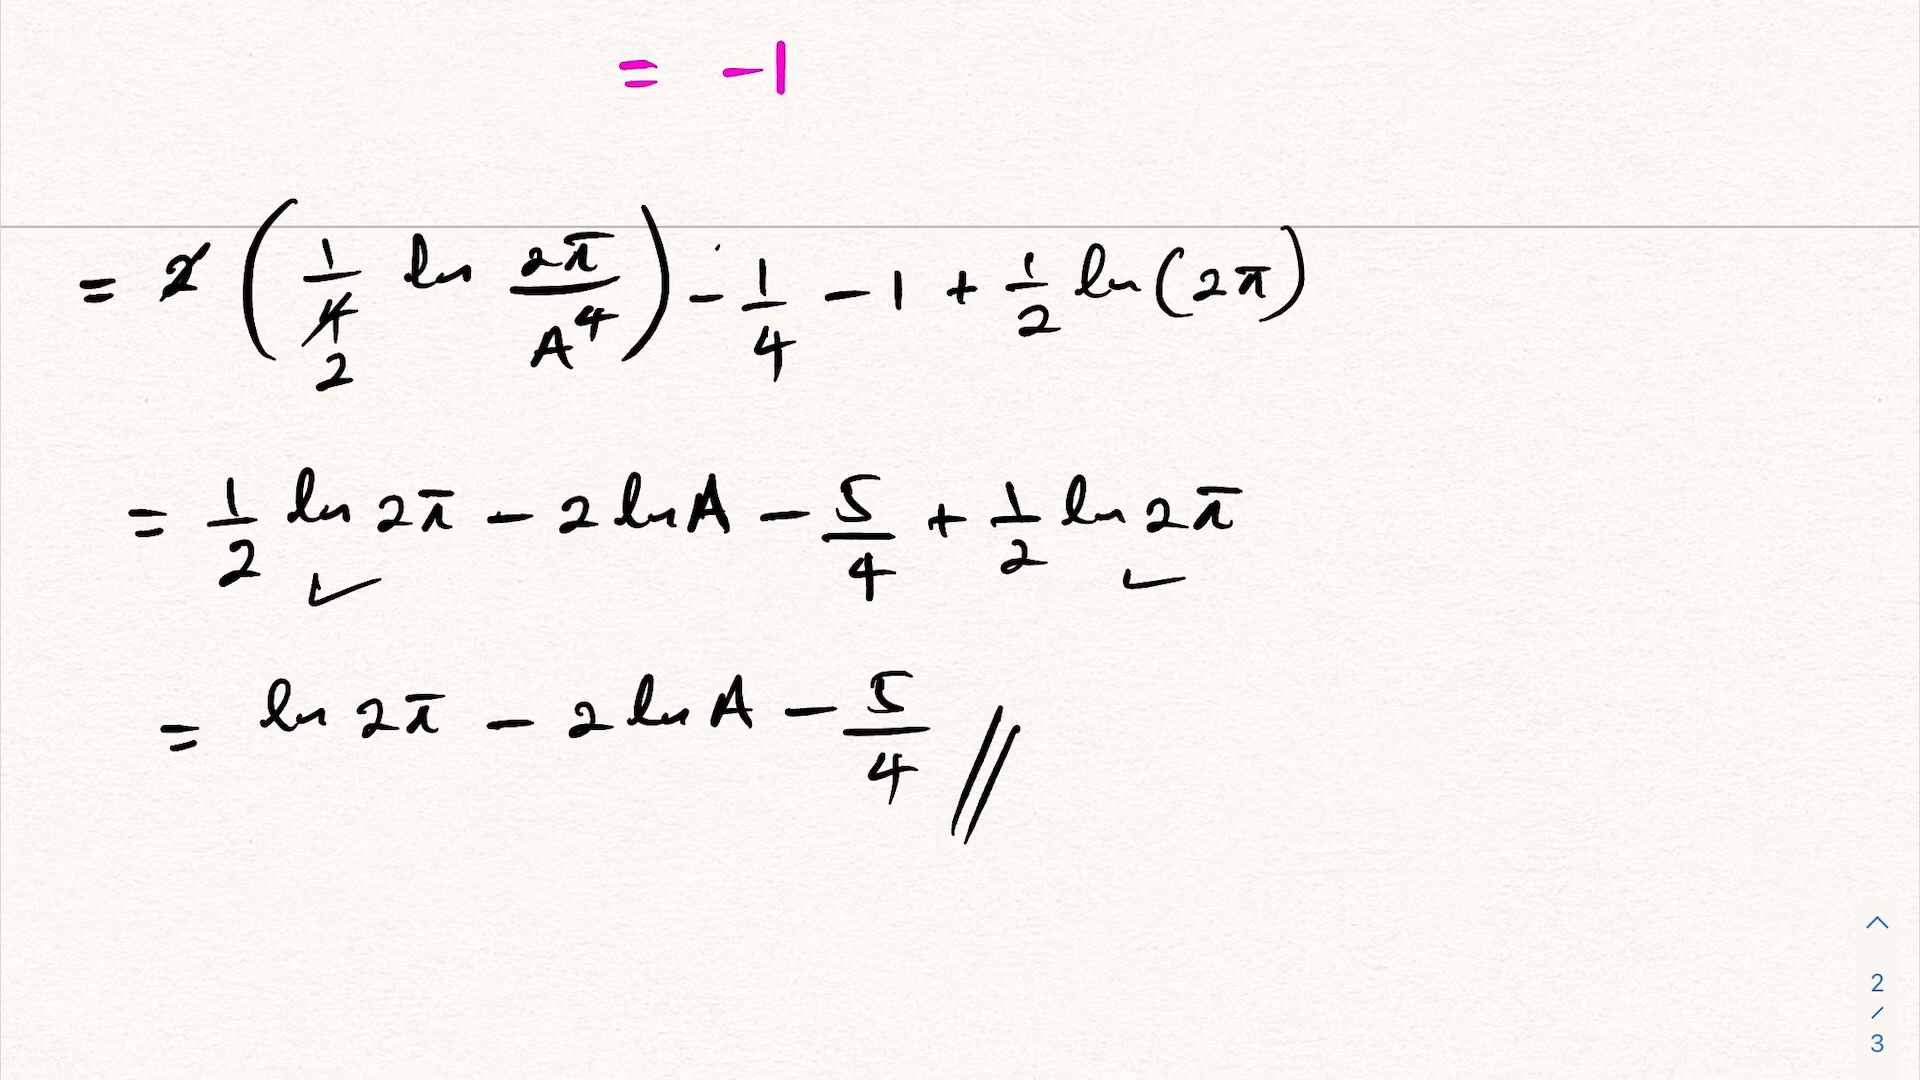 = -1
= 2 ( 1/4 2 ln 2π/A⁴ ) - 1/4 - 1 + 1/2 ln(2π)
= 1/2 ln 2π - 2 ln A - 5/4 + 1/2 ln 2π
= ln 2π - 2 ln A - 5/4 //
2
/
3